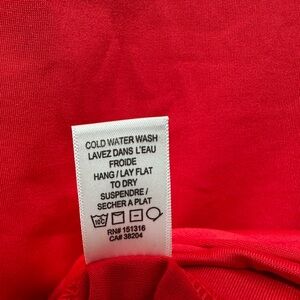 COLD WATER WASH
LAVEZ DANS L'EAU
FROIDE
HANG / LAY FLAT
TO DRY
SUSPENDRE /
SECHER A PLAT
RN# 151316
CA# 38204